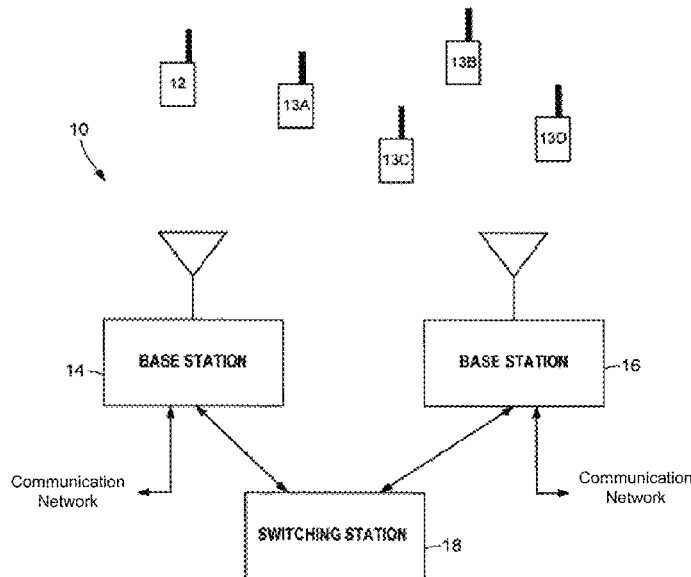 13B
12
13A
13D
10
13C
BASE STATION
14
BASE STATION
16
Communication
Network
Communication
Network
SWITCHING STATION
18